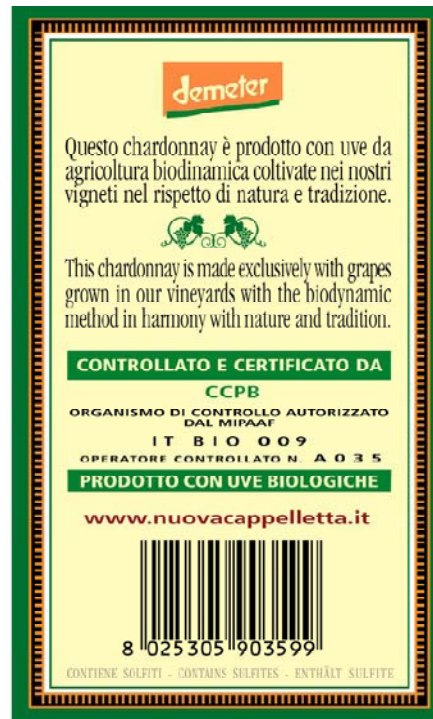 demeter
Questo chardonnay è prodotto con uve da
agricoltura biodinamica coltivate nei nostri
vigneti nel rispetto di natura e tradizione.
This chardonnay is made exclusively with grapes
grown in our vineyards with the biodynamic
method in harmony with nature and tradition.
CONTROLLATO E CERTIFICATO DA
CCPB
ORGANISMO DI CONTROLLO AUTORIZZATO
DAL MIPAAF
IT BIO 009
OPERATORE CONTROLLATO N. A035
PRODOTTO CON UVE BIOLOGICHE
www.nuovacappelletta.it
8 025305 903599
CONTIENE SOLFITI - CONTAINS SULFITES - ENTHÄLT SULFITE